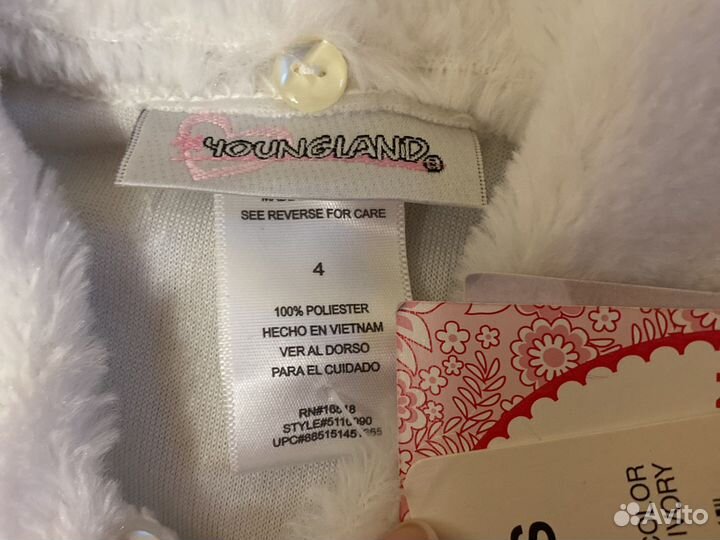 YOUNGLAND®
SEE REVERSE FOR CARE
4
100% POLIESTER
HECHO EN VIETNAM
VER AL DORSO
PARA EL CUIDADO
COLOR
IVORY
S
Avito